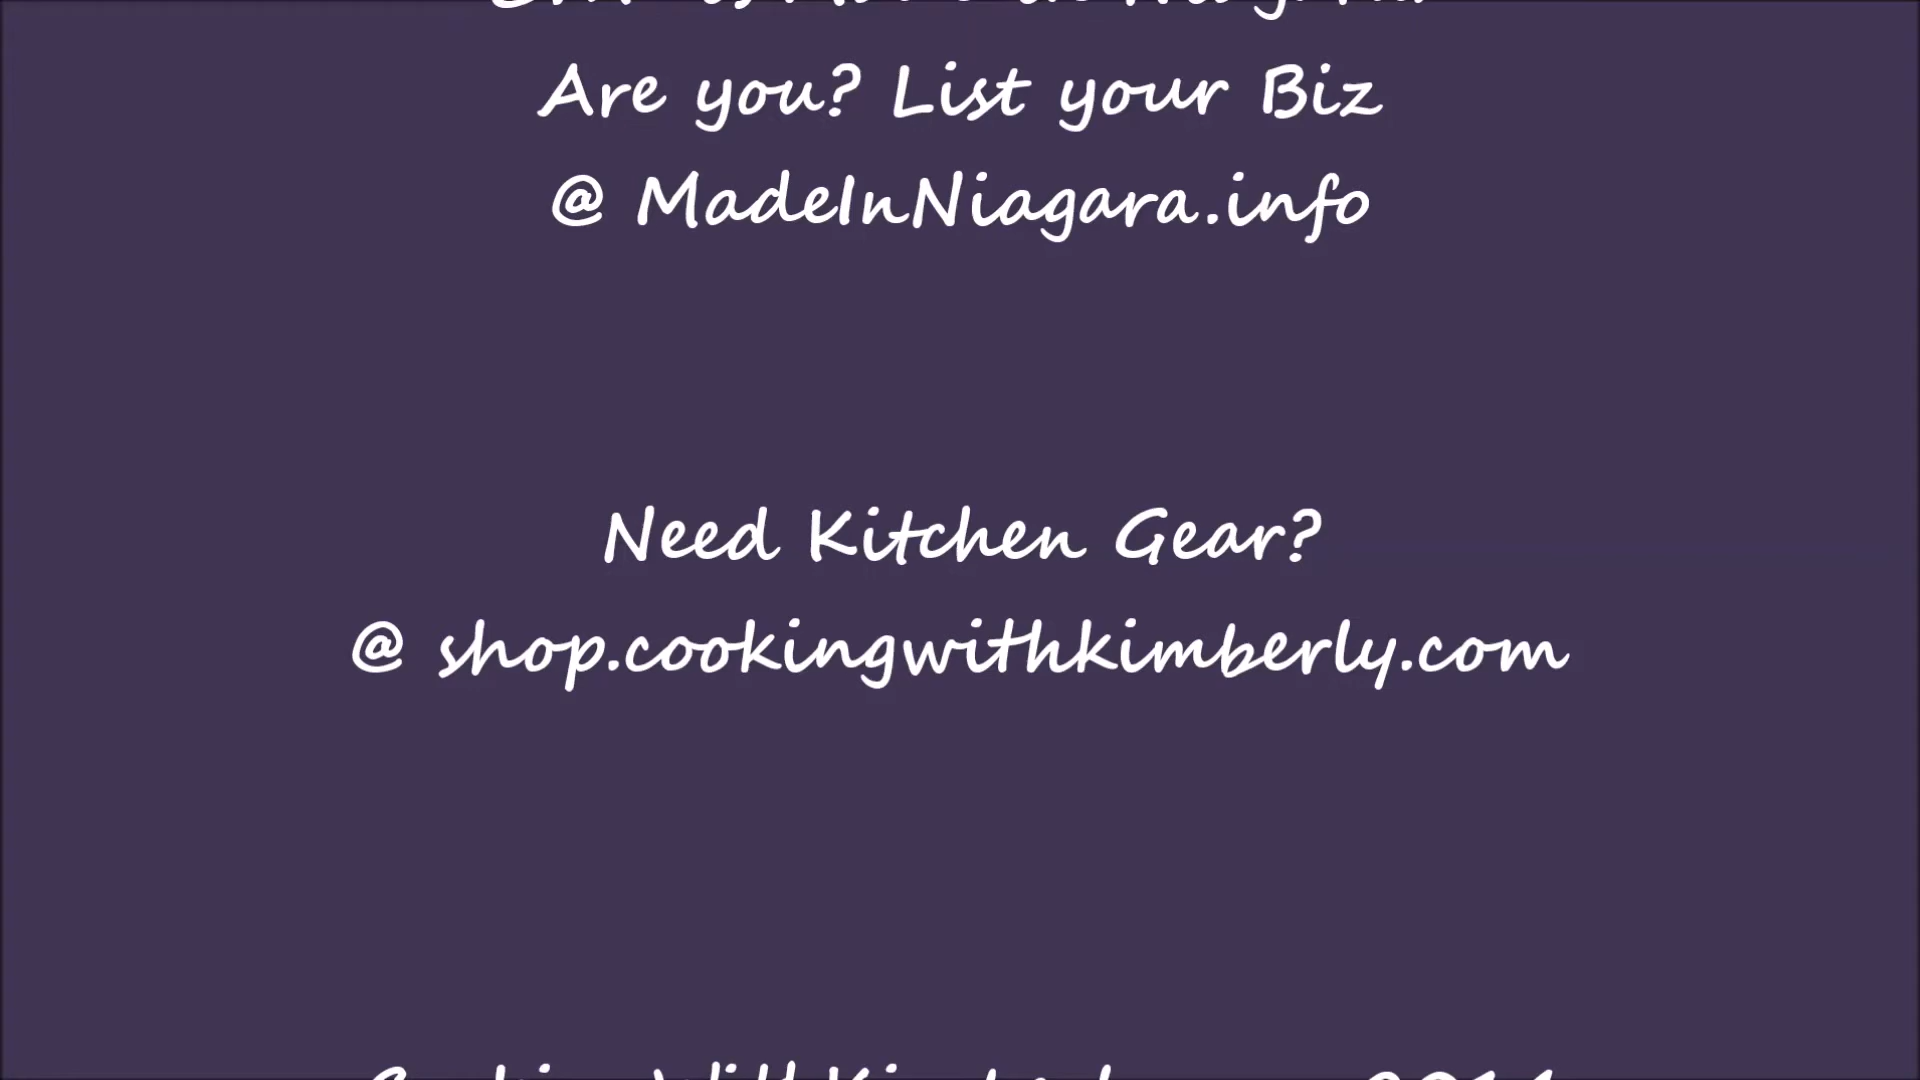 Are you? List your Biz
@ MadeInNiagara.info
Need Kitchen Gear?
@ shop.cookingwithkimberly.com